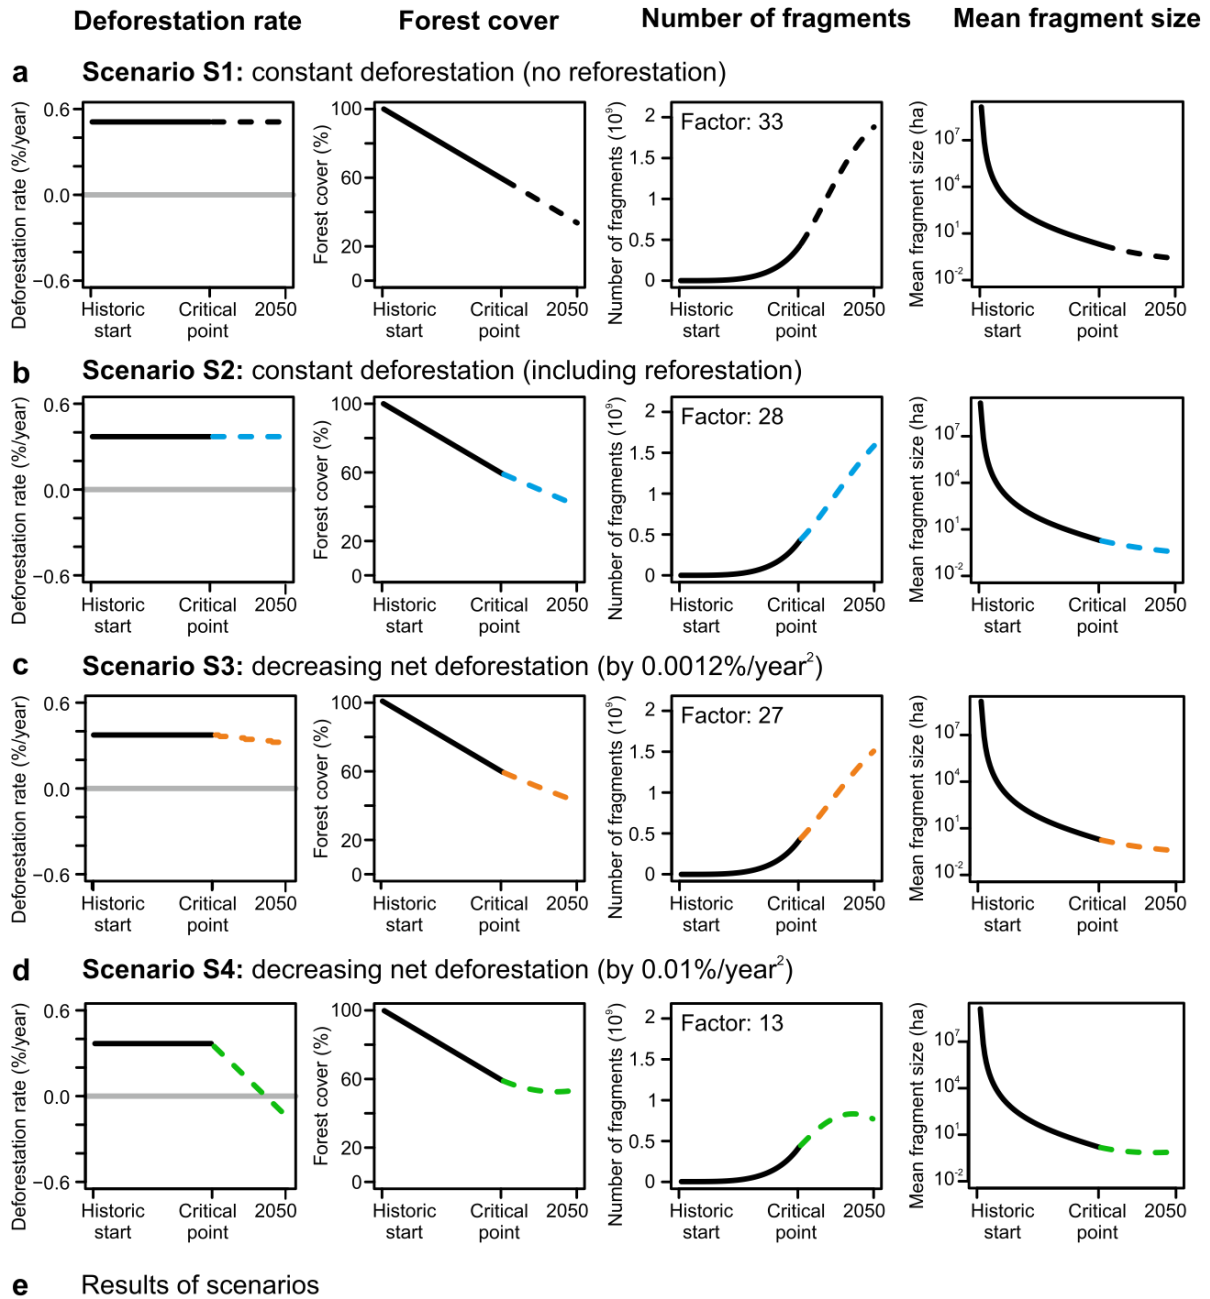 Deforestation rate Forest cover Number of fragments Mean fragment size
a Scenario S1: constant deforestation (no reforestation)
Deforestation rate (%/year)
0.6
0.0
−0.6
Historic start
Critical point
2050
Forest cover (%)
100
60
20
0
Historic start
Critical point
2050
Number of fragments (10⁹)
Factor: 33
2
1.5
1
0.5
0
Historic start
Critical point
2050
Mean fragment size (ha)
10⁷
10⁴
10¹
10⁻²
Historic start
Critical point
2050
b Scenario S2: constant deforestation (including reforestation)
Deforestation rate (%/year)
0.6
0.0
−0.6
Historic start
Critical point
2050
Forest cover (%)
100
60
20
0
Historic start
Critical point
2050
Number of fragments (10⁹)
Factor: 28
2
1.5
1
0.5
0
Historic start
Critical point
2050
Mean fragment size (ha)
10⁷
10⁴
10¹
10⁻²
Historic start
Critical point
2050
c Scenario S3: decreasing net deforestation (by 0.0012%/year²)
Deforestation rate (%/year)
0.6
0.0
−0.6
Historic start
Critical point
2050
Forest cover (%)
100
60
20
0
Historic start
Critical point
2050
Number of fragments (10⁹)
Factor: 27
2
1.5
1
0.5
0
Historic start
Critical point
2050
Mean fragment size (ha)
10⁷
10⁴
10¹
10⁻²
Historic start
Critical point
2050
d Scenario S4: decreasing net deforestation (by 0.01%/year²)
Deforestation rate (%/year)
0.6
0.0
−0.6
Historic start
Critical point
2050
Forest cover (%)
100
60
20
0
Historic start
Critical point
2050
Number of fragments (10⁹)
Factor: 13
2
1.5
1
0.5
0
Historic start
Critical point
2050
Mean fragment size (ha)
10⁷
10⁴
10¹
10⁻²
Historic start
Critical point
2050
e Results of scenarios